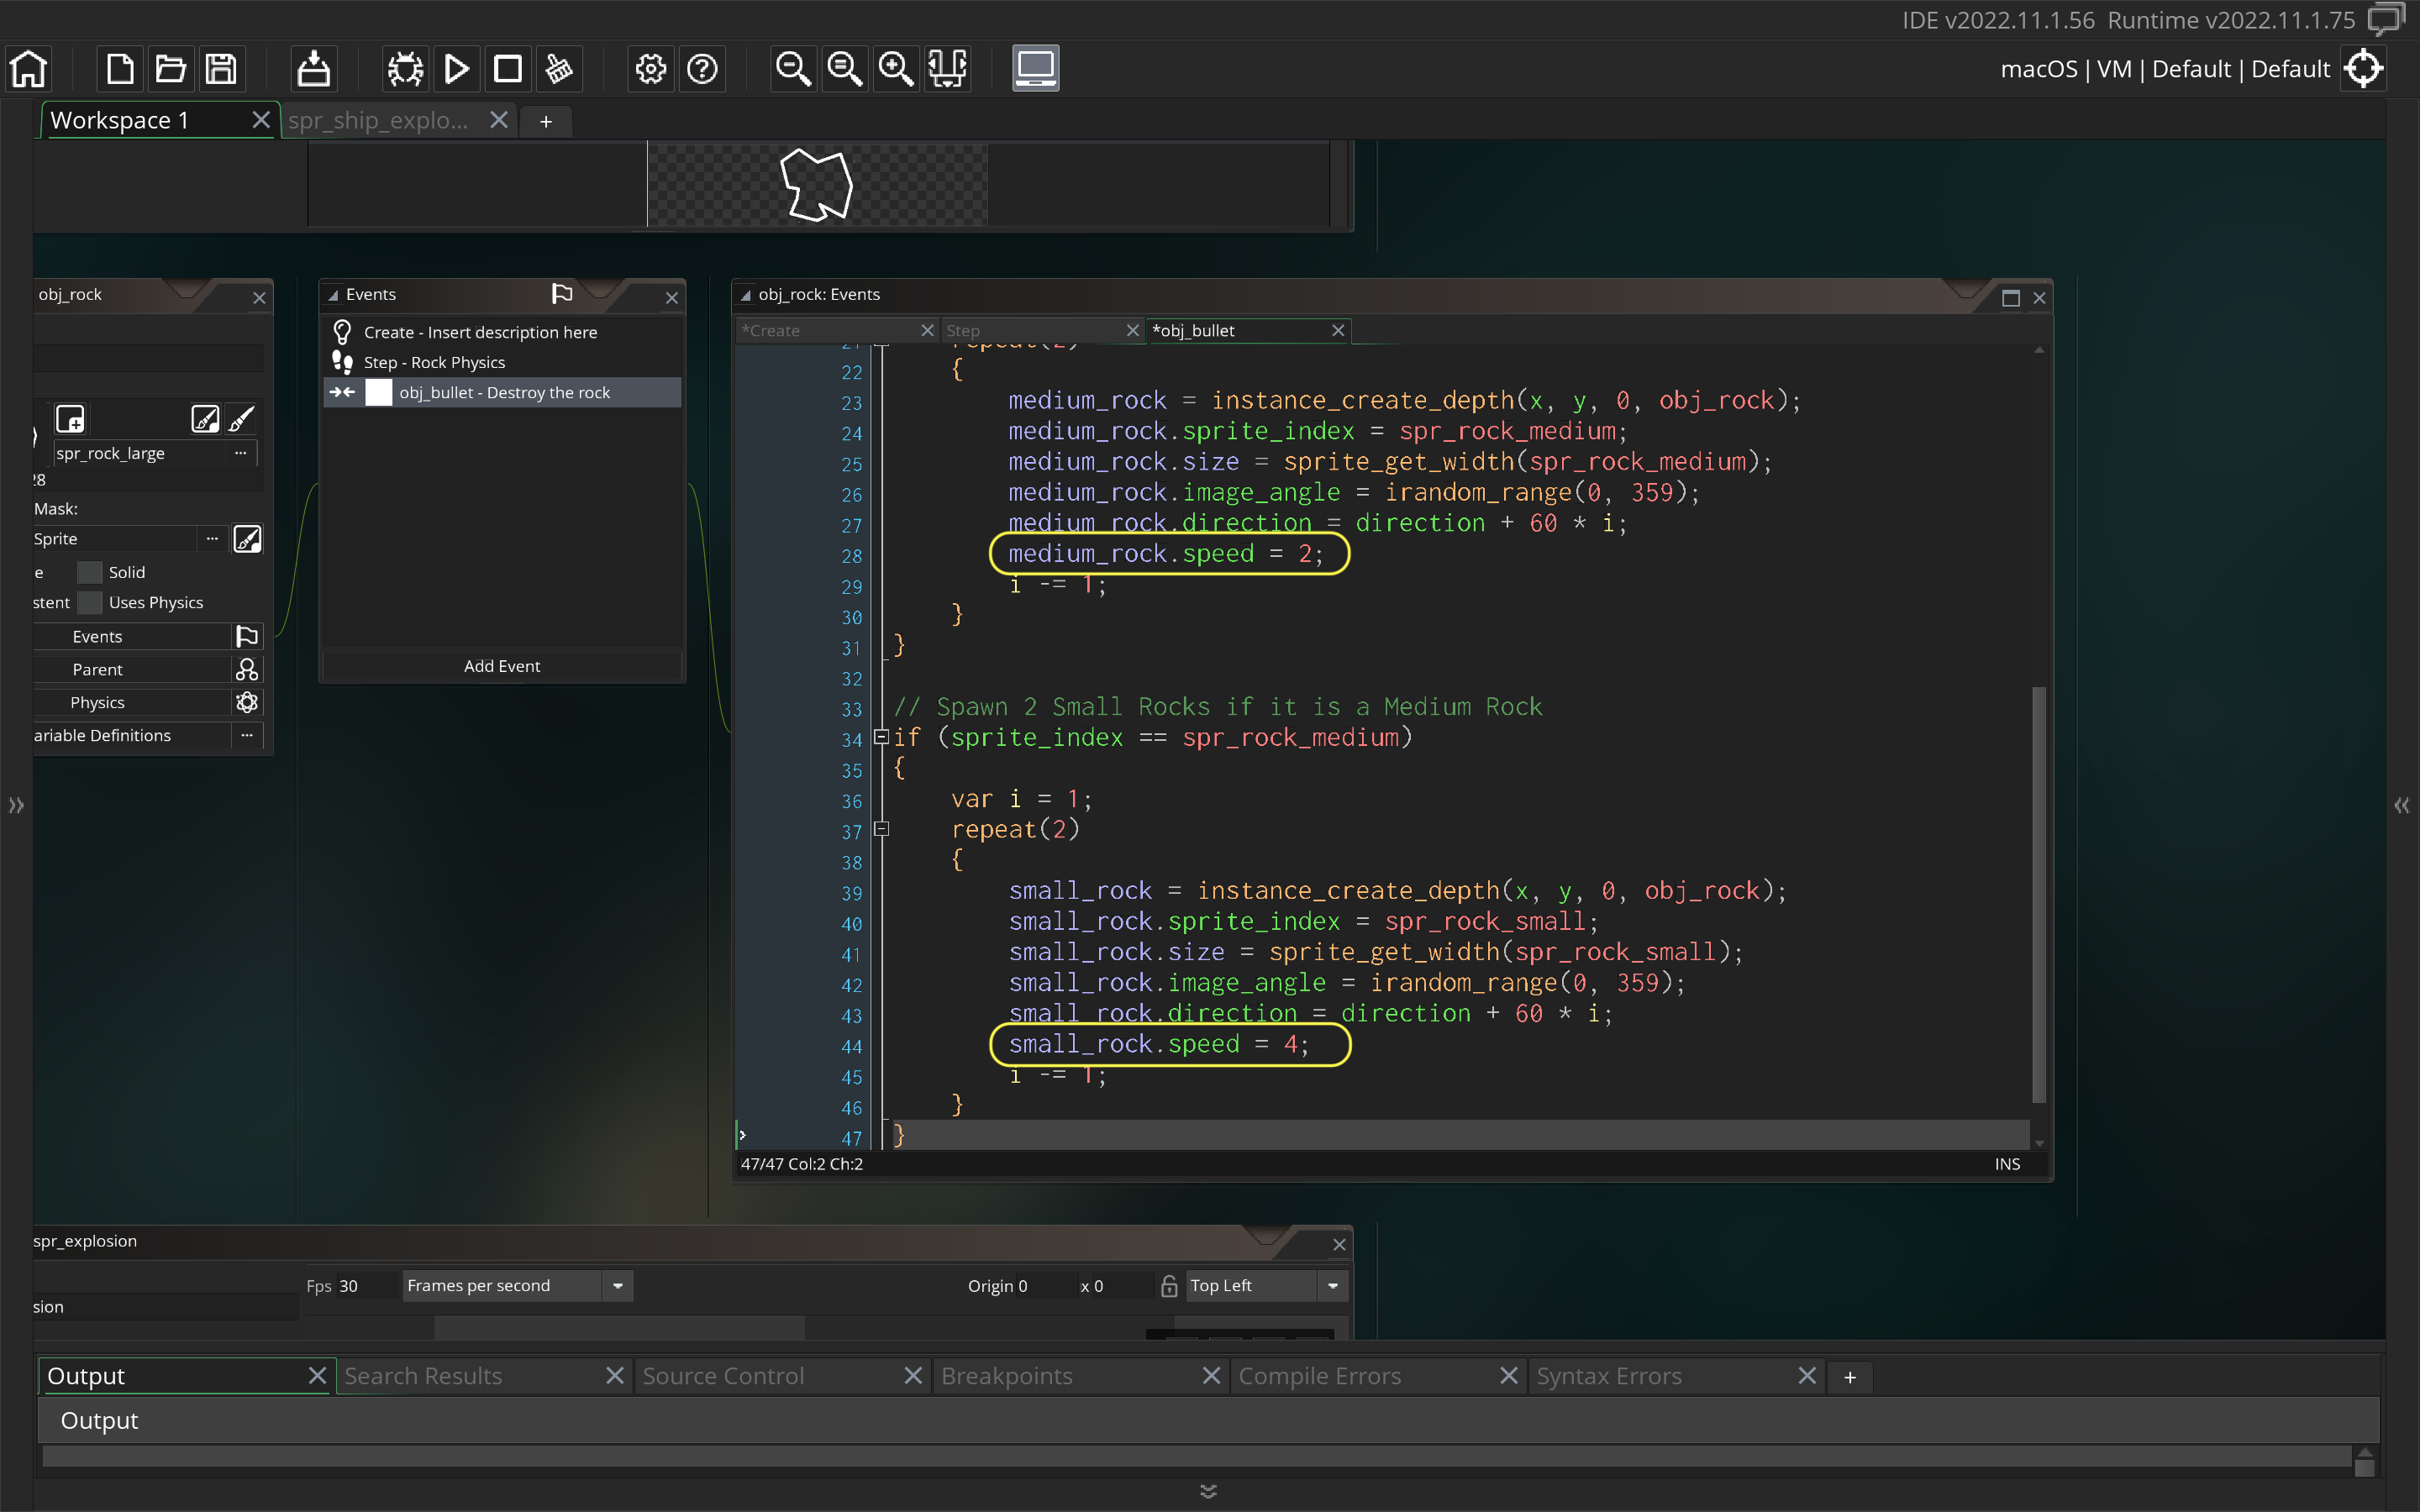 IDE v2022.11.1.56 Runtime v2022.11.1.75
macOS | VM | Default | Default
Workspace 1
spr_ship_explo...
+
obj_rock
spr_rock_large
...
28
Mask:
Sprite
...
e
Solid
stent
Uses Physics
Events
Parent
Physics
ariable Definitions
...
Events
Create - Insert description here
Step - Rock Physics
obj_bullet - Destroy the rock
Add Event
obj_rock: Events
*Create
Step
*obj_bullet
21 repeat(2)
22 {
23 medium_rock = instance_create_depth(x, y, 0, obj_rock);
24 medium_rock.sprite_index = spr_rock_medium;
25 medium_rock.size = sprite_get_width(spr_rock_medium);
26 medium_rock.image_angle = irandom_range(0, 359);
27 medium_rock.direction = direction + 60 * i;
28 medium_rock.speed = 2;
29 i -= 1;
30 }
31 }
32
33 // Spawn 2 Small Rocks if it is a Medium Rock
34 if (sprite_index == spr_rock_medium)
35 {
36 var i = 1;
37 repeat(2)
38 {
39 small_rock = instance_create_depth(x, y, 0, obj_rock);
40 small_rock.sprite_index = spr_rock_small;
41 small_rock.size = sprite_get_width(spr_rock_small);
42 small_rock.image_angle = irandom_range(0, 359);
43 small_rock.direction = direction + 60 * i;
44 small_rock.speed = 4;
45 i -= 1;
46 }
47 }
47/47 Col:2 Ch:2
INS
spr_explosion
sion
Fps 30
Frames per second
Origin 0 x 0
Top Left
Output
Search Results
Source Control
Breakpoints
Compile Errors
Syntax Errors
+
Output